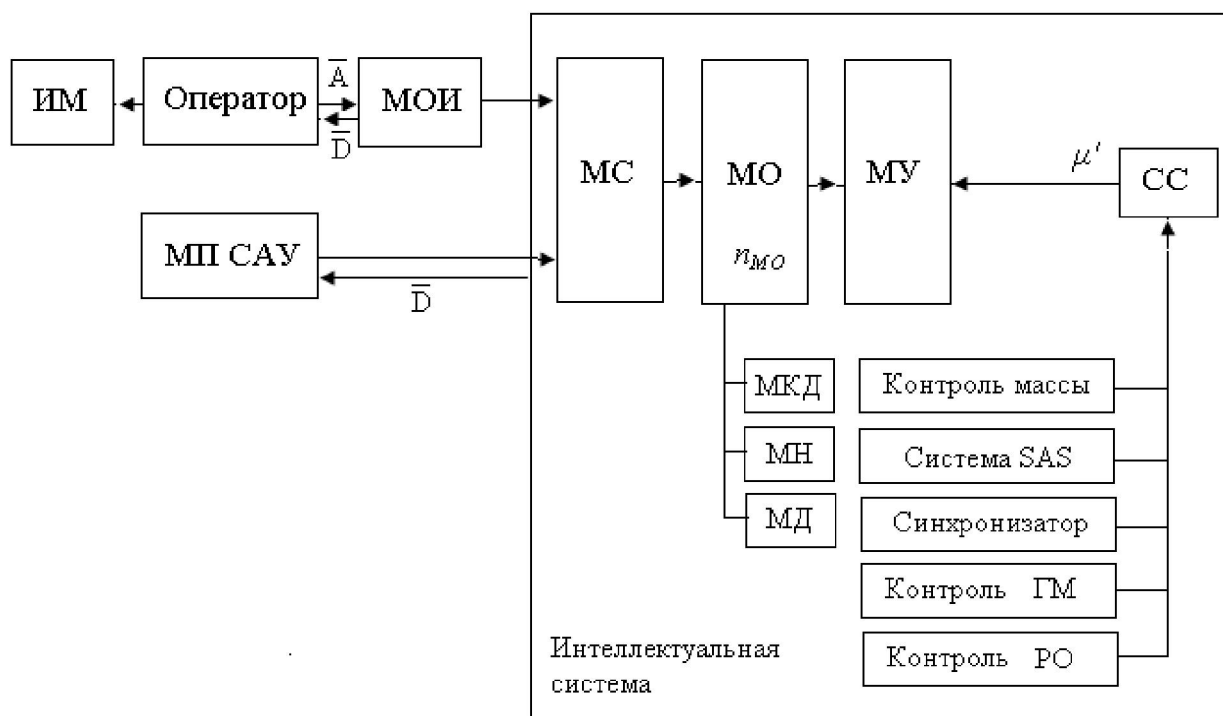 ИМ
Оператор
A̅
D̅
МОИ
МП САУ
D̅
МС
МО
n_MO
МУ
μ'
СС
МКД
МН
МД
Контроль массы
Система SAS
Синхронизатор
Контроль ГМ
Контроль РО
Интеллектуальная
система